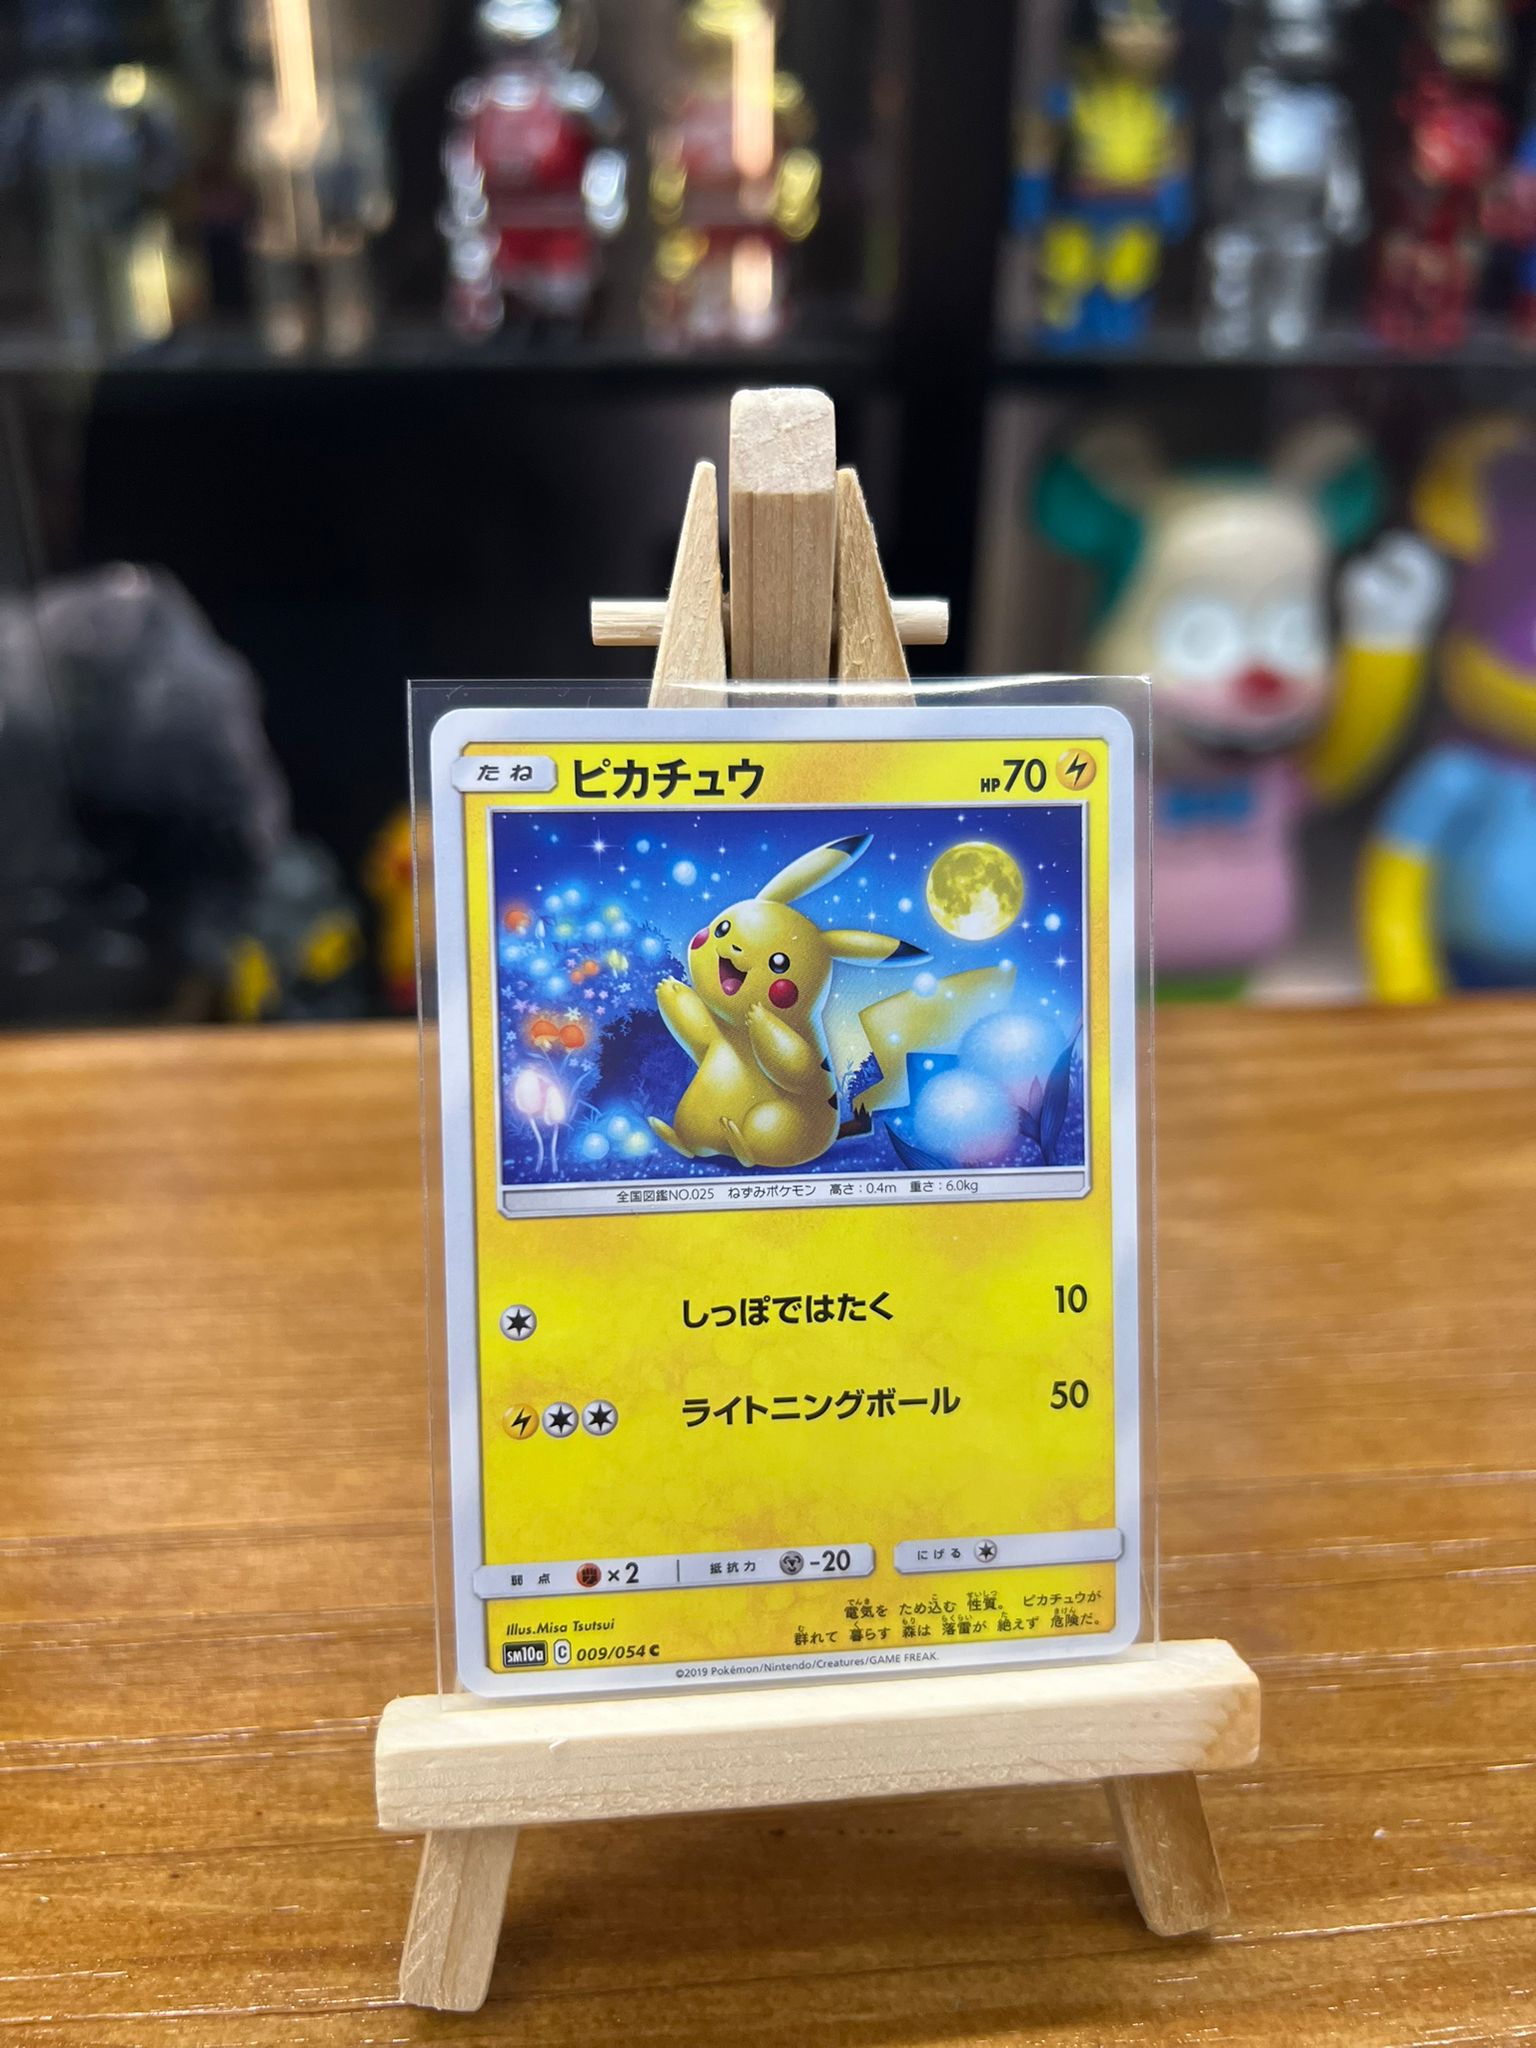 たね ピカチュウ HP70
全国図鑑NO.025 ねずみポケモン 高さ:0.4m 重さ:6.0kg
しっぽではたく 10
ライトニングボール 50
弱点 ×2 抵抗力 -20 にげる
電気を ため込む 性質。 ピカチュウが
群れて 暮らす 森は 落雷が 絶えず 危険だ。
Illus.Misa Tsutsui
SM10a C 009/054 C
©2019 Pokémon/Nintendo/Creatures/GAME FREAK.